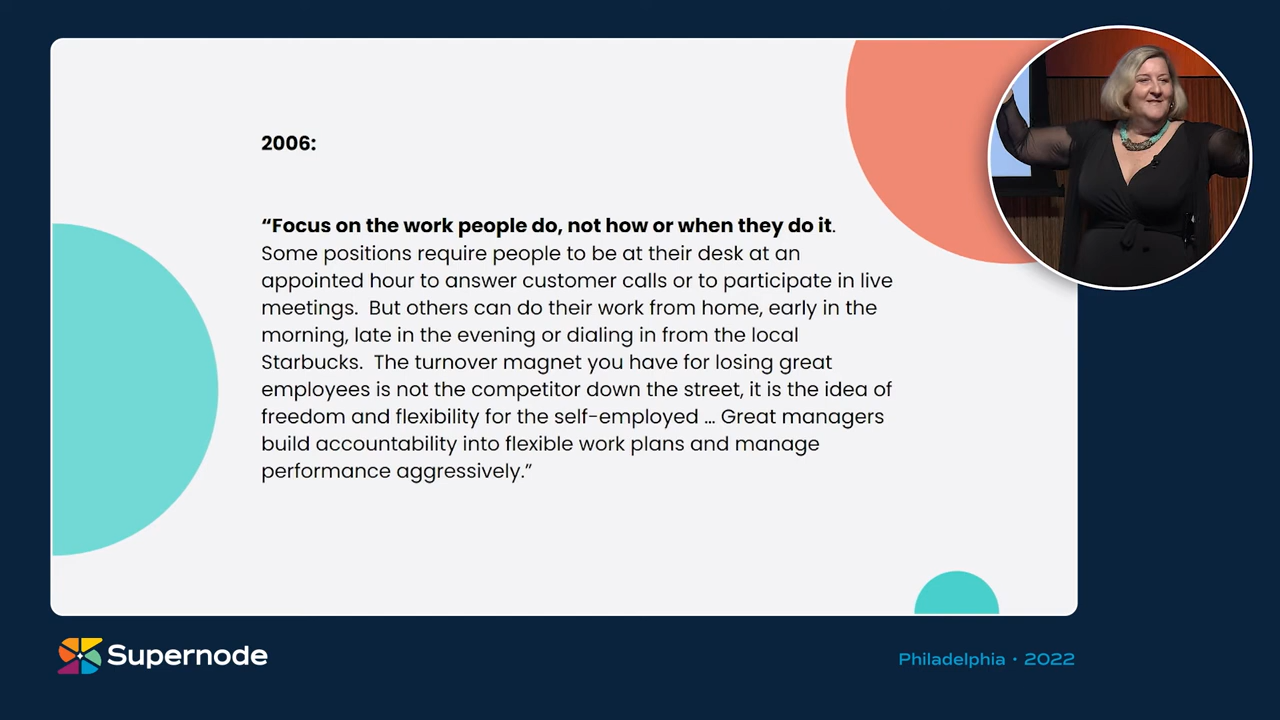 2006:
“Focus on the work people do, not how or when they do it.
Some positions require people to be at their desk at an
appointed hour to answer customer calls or to participate in live
meetings.  But others can do their work from home, early in the
morning, late in the evening or dialing in from the local
Starbucks.  The turnover magnet you have for losing great
employees is not the competitor down the street, it is the idea of
freedom and flexibility for the self-employed ... Great managers
build accountability into flexible work plans and manage
performance aggressively.”
Supernode
Philadelphia • 2022